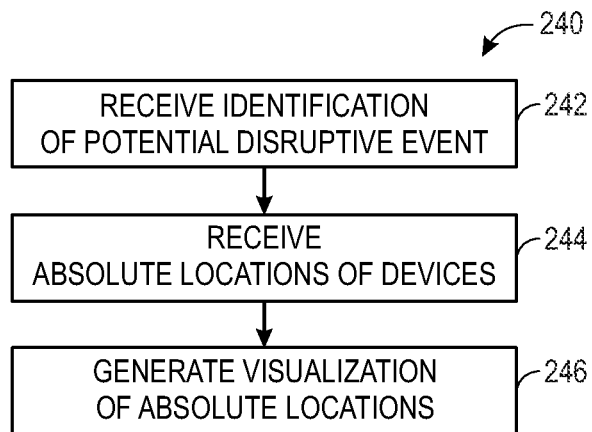 240
RECEIVE IDENTIFICATION
OF POTENTIAL DISRUPTIVE EVENT
242
RECEIVE
ABSOLUTE LOCATIONS OF DEVICES
244
GENERATE VISUALIZATION
OF ABSOLUTE LOCATIONS
246